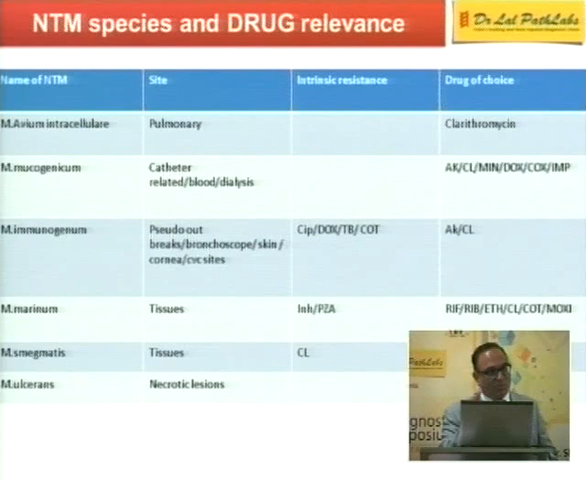 NTM species and DRUG relevance
Dr Lal PathLabs
Name of NTM Site Intrinsic resistance Drug of choice
M.Avium intracellulare Pulmonary Clarithromycin
M.mucogenicum Catheter AK/CL/MIN/DOX/COX/IMP
related/blood/dialysis
M.immunogenum Pseudo out Cip/DOX/TB/COT Ak/CL
breaks/bronchoscope/skin/
cornea/cvc sites
M.marinum Tissues Inh/PZA RIF/RIB/ETH/CL/COT/MOXI
M.smegmatis Tissues CL
M.ulcerans Necrotic lesions
PathLabs
gnos
posiu